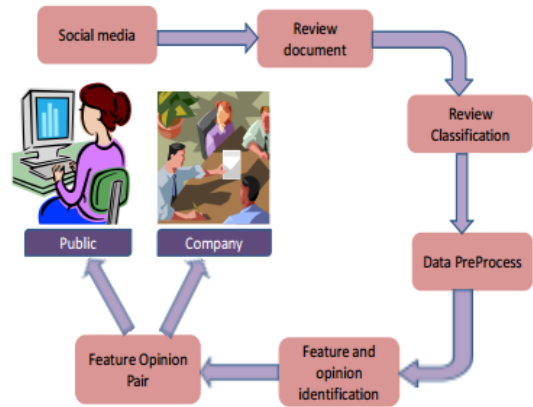 Social media
Review
document
Review
Classification
Public
Company
Data PreProcess
Feature Opinion
Pair
Feature and
opinion
identification